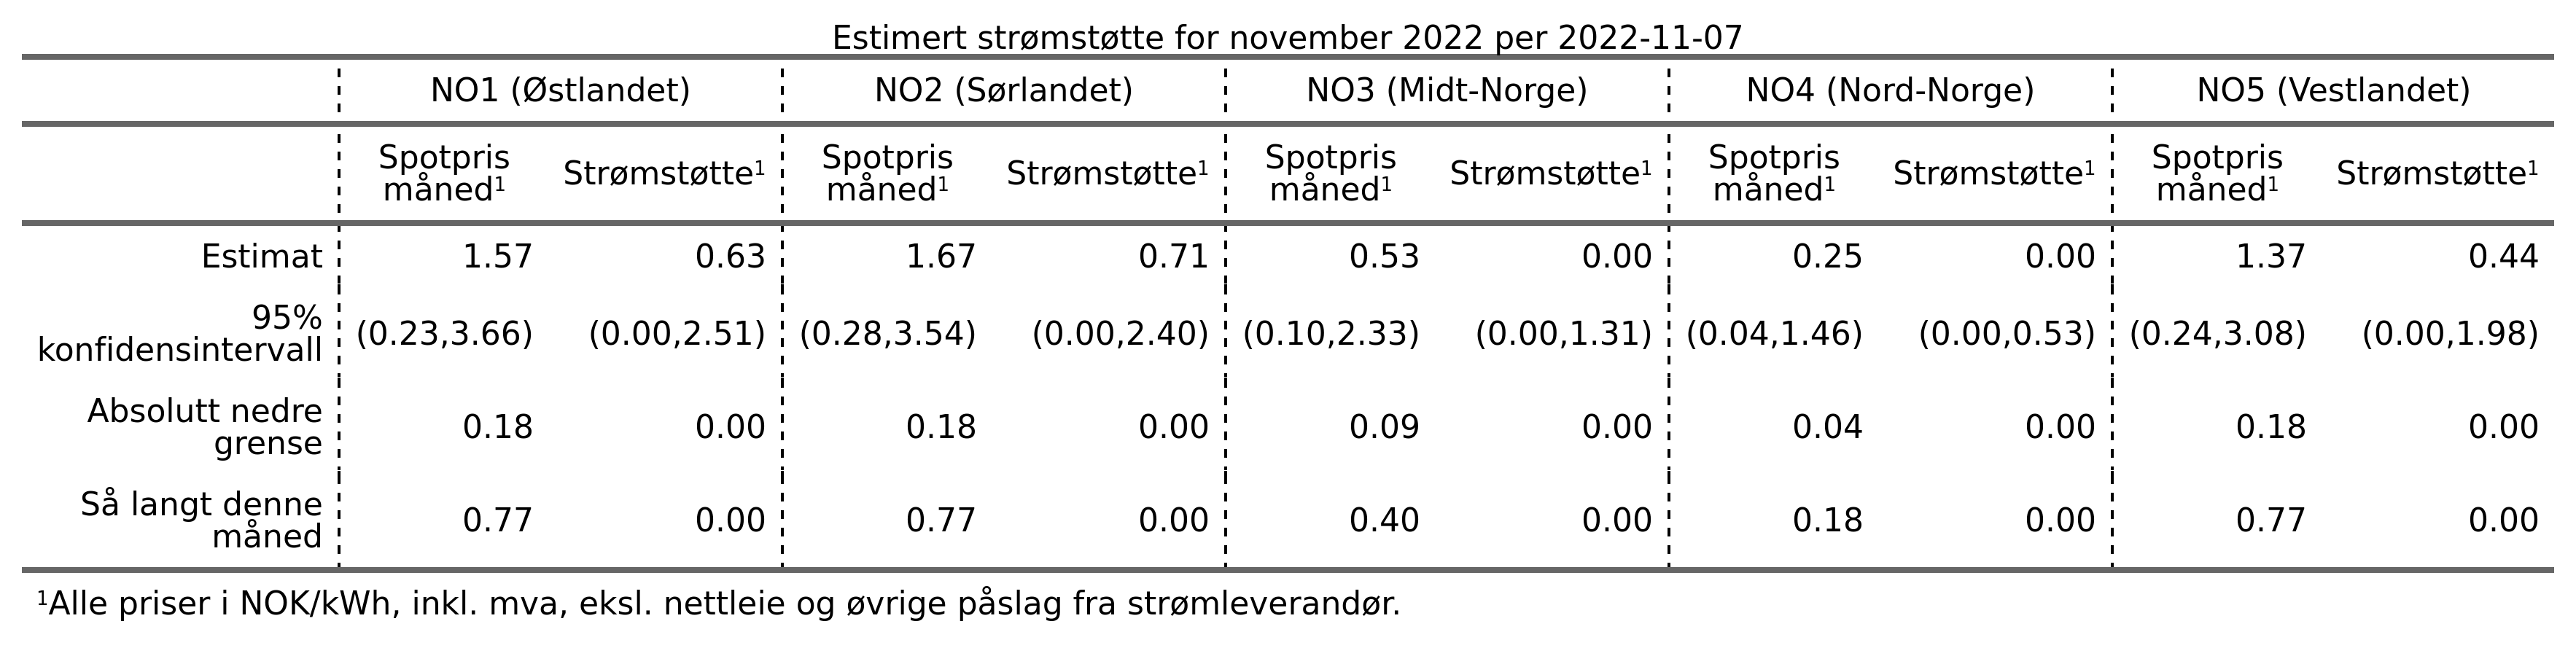 Estimert strømstøtte for november 2022 per 2022-11-07
NO1 (Østlandet) NO2 (Sørlandet) NO3 (Midt-Norge) NO4 (Nord-Norge) NO5 (Vestlandet)
Spotpris Spotpris Spotpris Spotpris Spotpris
måned¹ Strømstøtte¹ måned¹ Strømstøtte¹ måned¹ Strømstøtte¹ måned¹ Strømstøtte¹ måned¹ Strømstøtte¹
Estimat 1.57 0.63 1.67 0.71 0.53 0.00 0.25 0.00 1.37 0.44
95%
konfidensintervall (0.23,3.66) (0.00,2.51) (0.28,3.54) (0.00,2.40) (0.10,2.33) (0.00,1.31) (0.04,1.46) (0.00,0.53) (0.24,3.08) (0.00,1.98)
Absolutt nedre
grense 0.18 0.00 0.18 0.00 0.09 0.00 0.04 0.00 0.18 0.00
Så langt denne
måned 0.77 0.00 0.77 0.00 0.40 0.00 0.18 0.00 0.77 0.00
¹Alle priser i NOK/kWh, inkl. mva, eksl. nettleie og øvrige påslag fra strømleverandør.